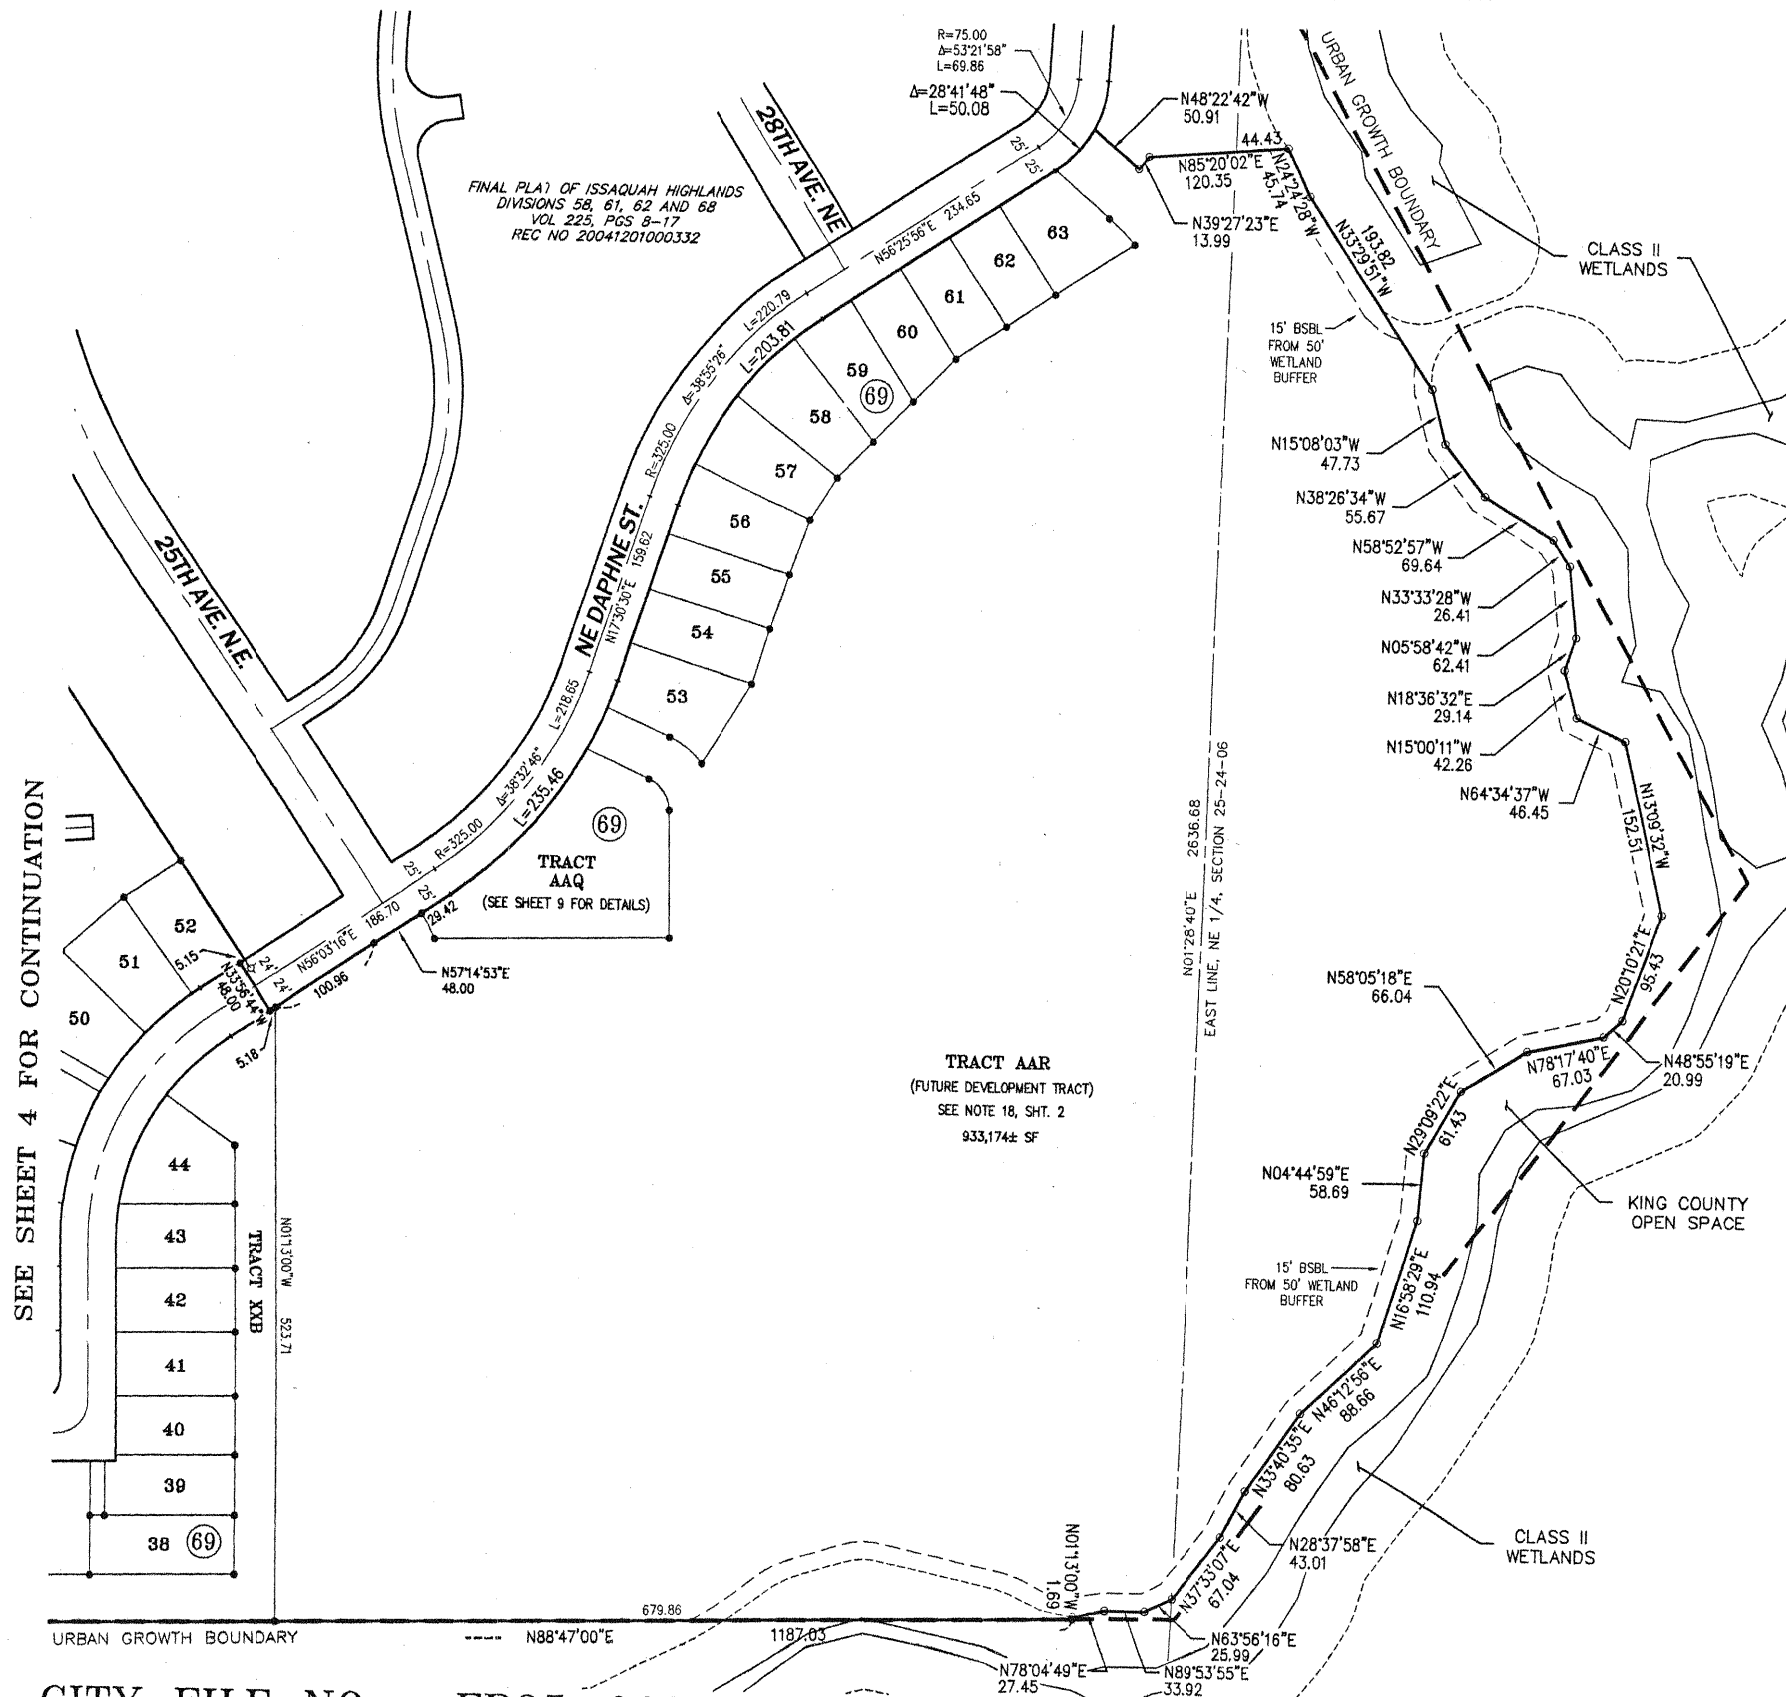 R=75.00
Δ=53°21'58"
L=69.86
Δ=28°41'48"
L=50.08
N48°22'42"W
50.91
44.43
N85°20'02"E
120.35
N39°27'23"E
13.99
N24°24'28"W
45.74
193.82
N33°29'51"W
URBAN GROWTH BOUNDARY
CLASS II
WETLANDS
28TH AVE. NE
FINAL PLAT OF ISSAQUAH HIGHLANDS
DIVISIONS 58, 61, 62 AND 68
VOL 225, PGS 8-17
REC NO 20041201000332
25'
25'
N56°25'56"E 234.65
63
62
61
60
59
69
58
57
56
55
54
53
L=220.79
L=203.81
Δ=38°55'26"
R=325.00
NE DAPHNE ST.
N17°30'30"E 159.62
L=218.65
Δ=38°32'46"
L=235.46
R=325.00
15' BSBL
FROM 50'
WETLAND
BUFFER
N15°08'03"W
47.73
N38°26'34"W
55.67
N58°52'57"W
69.64
N33°33'28"W
26.41
N05°58'42"W
62.41
N18°36'32"E
29.14
N15°00'11"W
42.26
N64°34'37"W
46.45
N13°09'32"W
152.51
25TH AVE. N.E.
SEE SHEET 4 FOR CONTINUATION
69
TRACT
AAQ
(SEE SHEET 9 FOR DETAILS)
25'
25'
29.42
N56°03'16"E 186.70
N57°14'53"E
48.00
100.96
52
51
50
5.15
24'
24'
N33°56'44"W
48.00
5.18
N01°28'40"E 2636.68
EAST LINE, NE 1/4, SECTION 25-24-06
TRACT AAR
(FUTURE DEVELOPMENT TRACT)
SEE NOTE 18, SHT. 2
933,174± SF
N20°10'21"E
95.43
N58°05'18"E
66.04
N78°17'40"E
67.03
N48°55'19"E
20.99
N29°09'22"E
61.43
N04°44'59"E
58.69
KING COUNTY
OPEN SPACE
15' BSBL
FROM 50' WETLAND
BUFFER
N16°58'29"E
110.94
44
43
42
41
40
39
38
69
TRACT XXB
N01°13'00"W 523.71
N46°12'56"E
88.66
N33°40'35"E
80.63
N28°37'58"E
43.01
CLASS II
WETLANDS
N37°33'07"E
67.04
N01°13'00"W
1.69
679.86
URBAN GROWTH BOUNDARY
N88°47'00"E
1187.03
N63°56'16"E
25.99
N78°04'49"E
27.45
N89°53'55"E
33.92
CITY FILE NO.